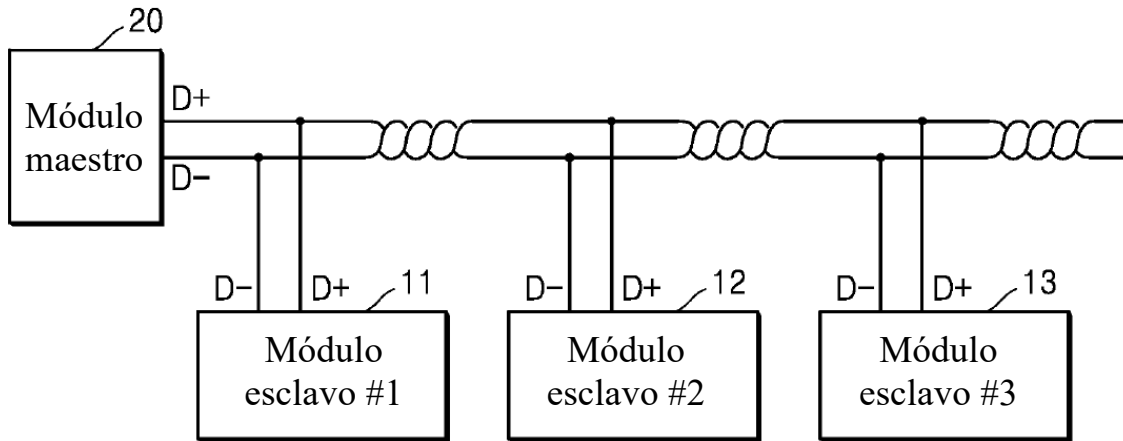 20
Módulo
maestro
D+
D-
D- D+ 11
Módulo
esclavo #1
D- D+ 12
Módulo
esclavo #2
D- D+ 13
Módulo
esclavo #3